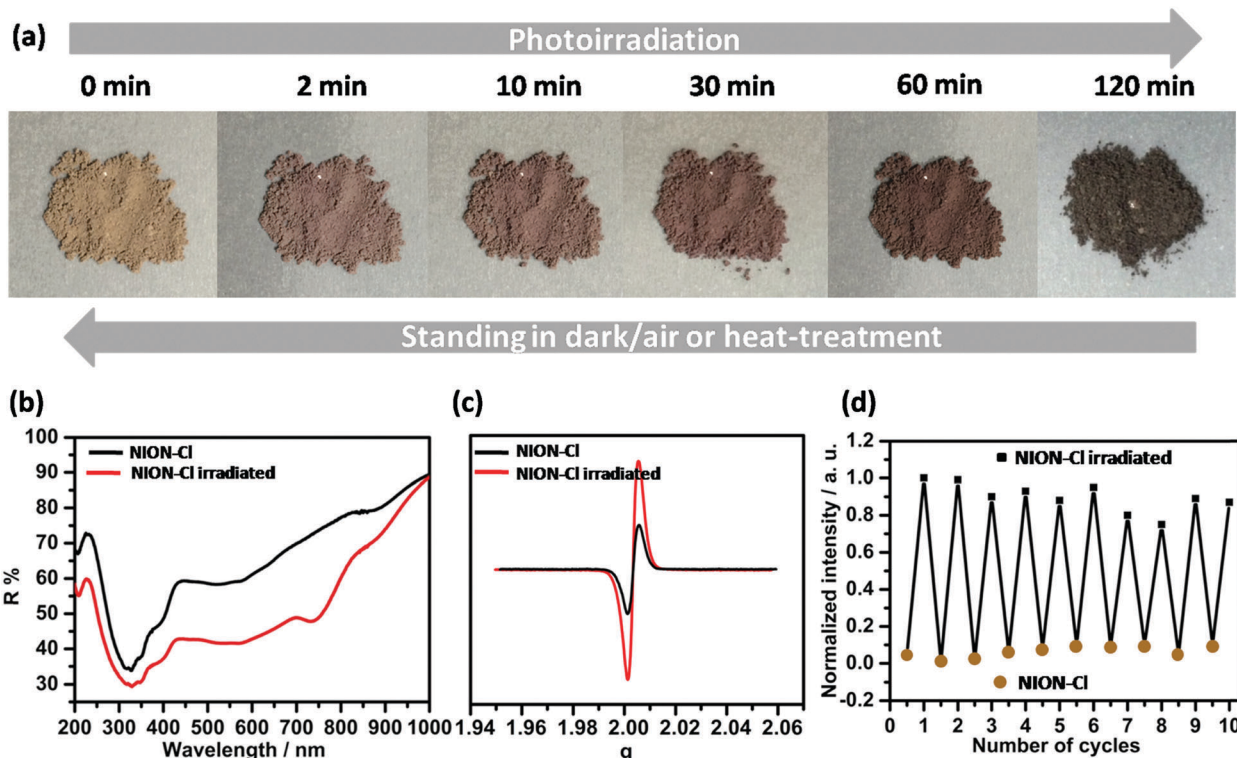 (a)
Photoirradiation
0 min 2 min 10 min 30 min 60 min 120 min
Standing in dark/air or heat-treatment
(b)
100
90
80
70
60
50
40
30
R %
NION-Cl
NION-Cl irradiated
200 300 400 500 600 700 800 900 1000
Wavelength / nm
(c)
NION-Cl
NION-Cl irradiated
1.94 1.96 1.98 2.00 2.02 2.04 2.06
g
(d)
1.2
1.0
0.8
0.6
0.4
0.2
0.0
-0.2
Normalized intensity / a. u.
NION-Cl irradiated
NION-Cl
1 2 3 4 5 6 7 8 9 10
Number of cycles